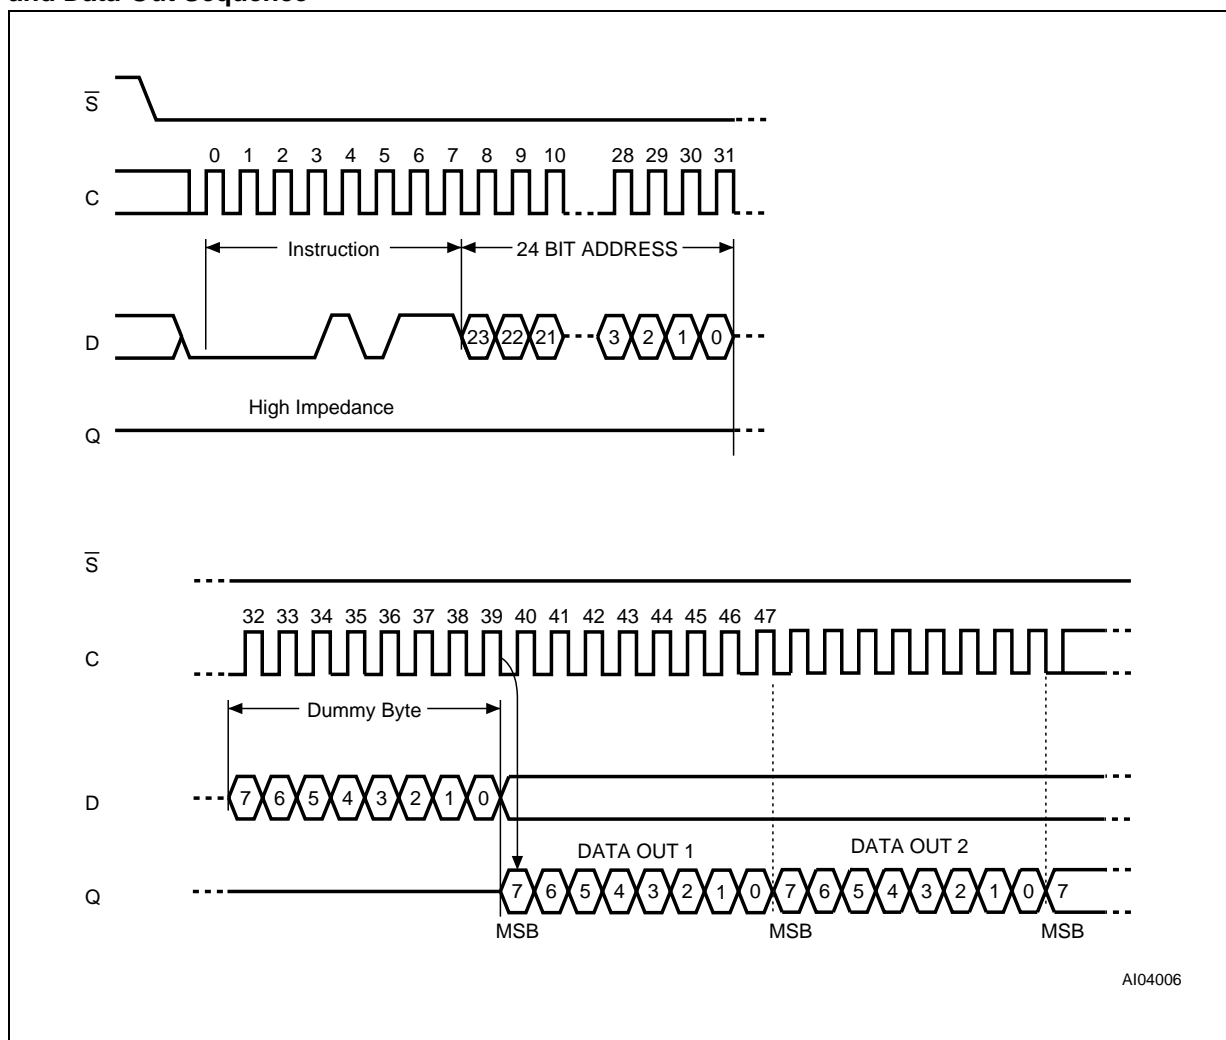 and Data-Out Sequence
S
0 1 2 3 4 5 6 7 8 9 10 28 29 30 31
C
Instruction 24 BIT ADDRESS
D 23 22 21 3 2 1 0
High Impedance
Q
S
32 33 34 35 36 37 38 39 40 41 42 43 44 45 46 47
C
Dummy Byte
D 7 6 5 4 3 2 1 0
DATA OUT 1 DATA OUT 2
Q 7 6 5 4 3 2 1 0 7 6 5 4 3 2 1 0 7
MSB MSB MSB
AI04006